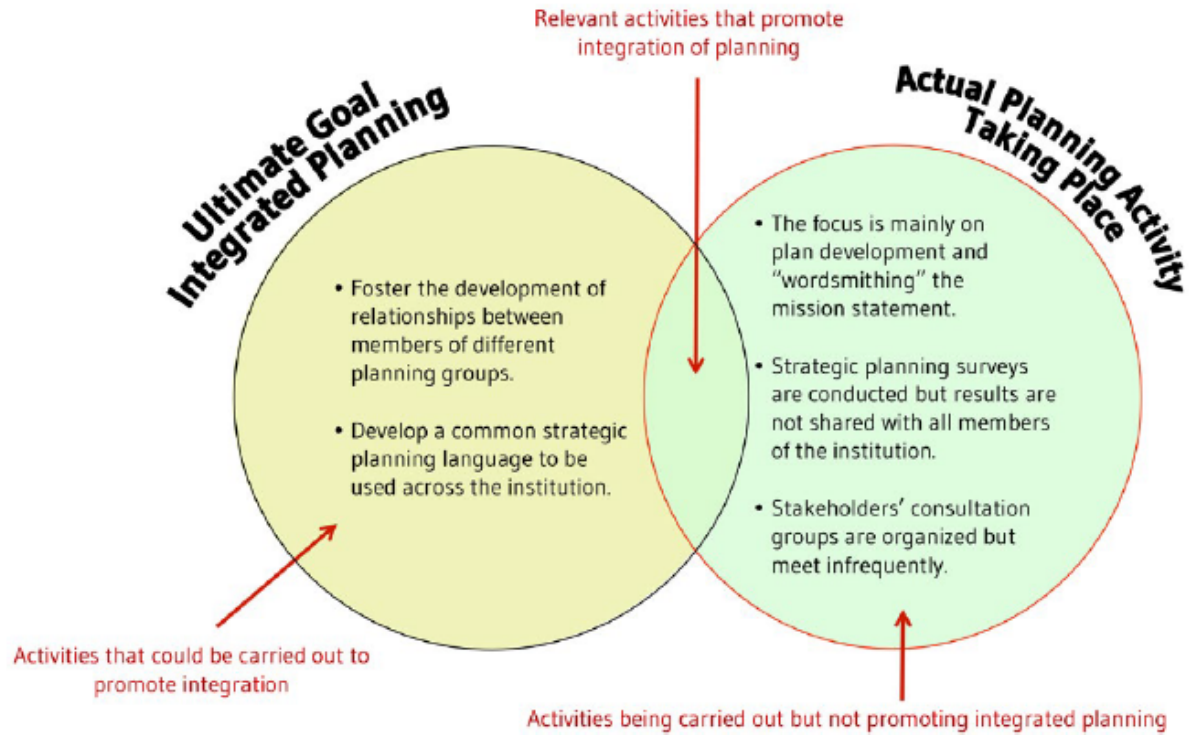 Relevant activities that promote
integration of planning
Ultimate Goal
Integrated Planning
Actual Planning Activity
Taking Place
• Foster the development of
relationships between
members of different
planning groups.
• Develop a common strategic
planning language to be
used across the institution.
• The focus is mainly on
plan development and
“wordsmithing” the
mission statement.
• Strategic planning surveys
are conducted but results are
not shared with all members
of the institution.
• Stakeholders’ consultation
groups are organized but
meet infrequently.
Activities that could be carried out to
promote integration
Activities being carried out but not promoting integrated planning